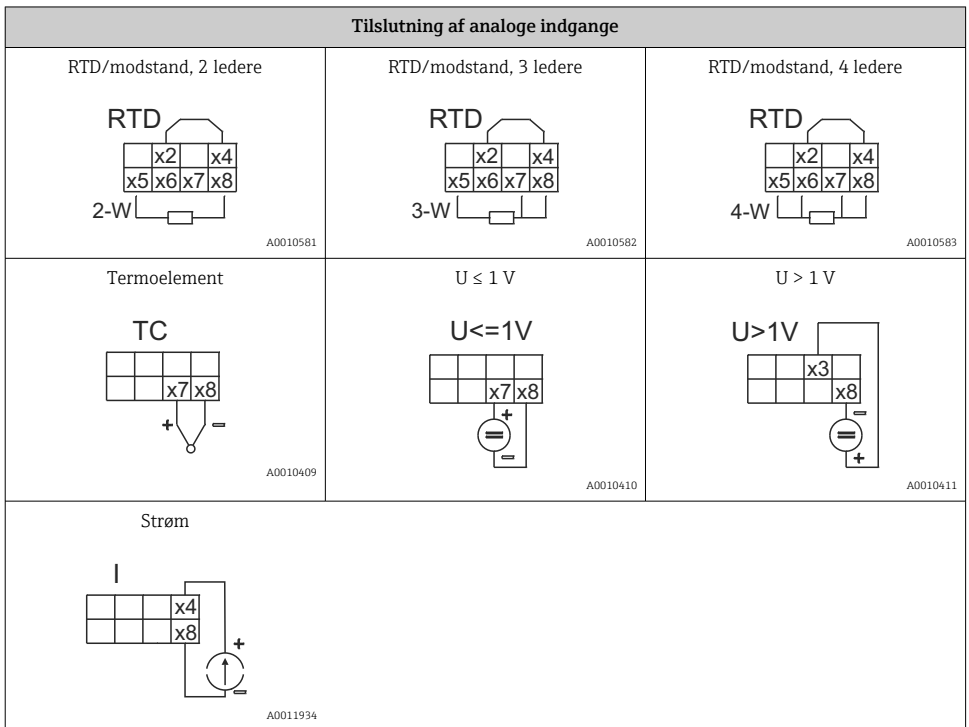 Tilslutning af analoge indgange
RTD/modstand, 2 ledere
RTD
x2 x4
x5 x6 x7 x8
2-W
A0010581
RTD/modstand, 3 ledere
RTD
x2 x4
x5 x6 x7 x8
3-W
A0010582
RTD/modstand, 4 ledere
RTD
x2 x4
x5 x6 x7 x8
4-W
A0010583
Termoelement
TC
x7 x8
+ −
A0010409
U ≤ 1 V
U<=1V
x7 x8
+
−
A0010410
U > 1 V
U>1V
x3
x8
−
+
A0010411
Strøm
I
x4
x8
+
−
A0011934